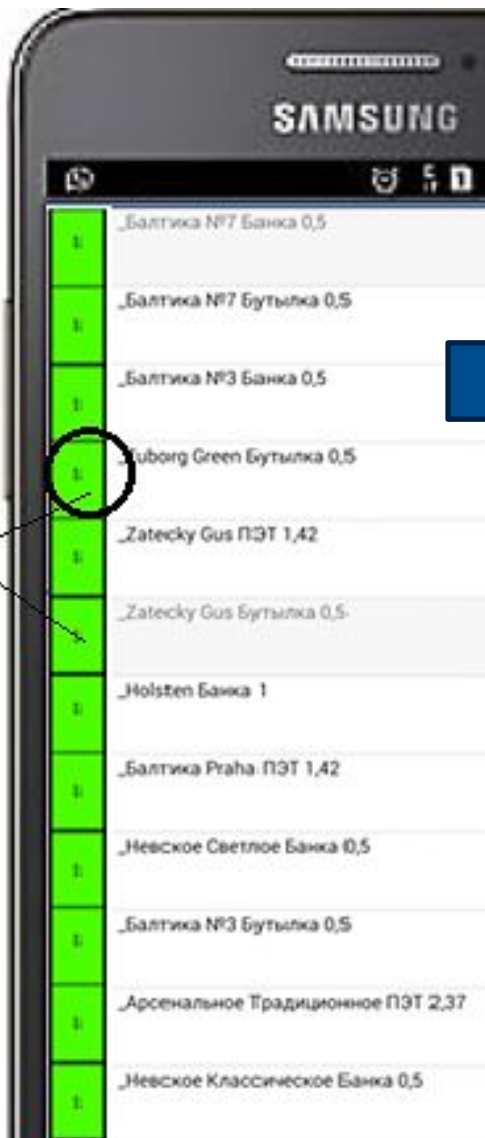 SAMSUNG
_Балтика №7 Банка 0,5
_Балтика №7 Бутылка 0,5
_Балтика №3 Банка 0,5
_Tuborg Green Бутылка 0,5
_Zatecky Gus ПЭТ 1,42
_Zatecky Gus Бутылка 0,5
_Holsten Банка 1
_Балтика Praha ПЭТ 1,42
_Невское Светлое Банка 0,5
_Балтика №3 Бутылка 0,5
_Арсенальное Традиционное ПЭТ 2,37
_Невское Классическое Банка 0,5